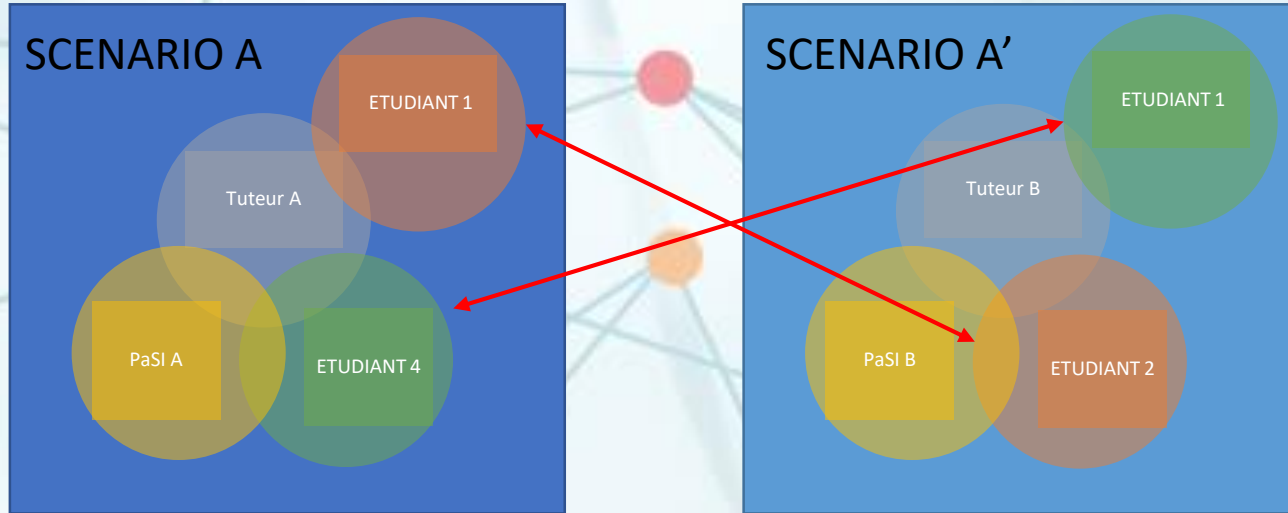 SCENARIO A
ETUDIANT 1
Tuteur A
PaSI A
ETUDIANT 4
SCENARIO A’
ETUDIANT 1
Tuteur B
PaSI B
ETUDIANT 2